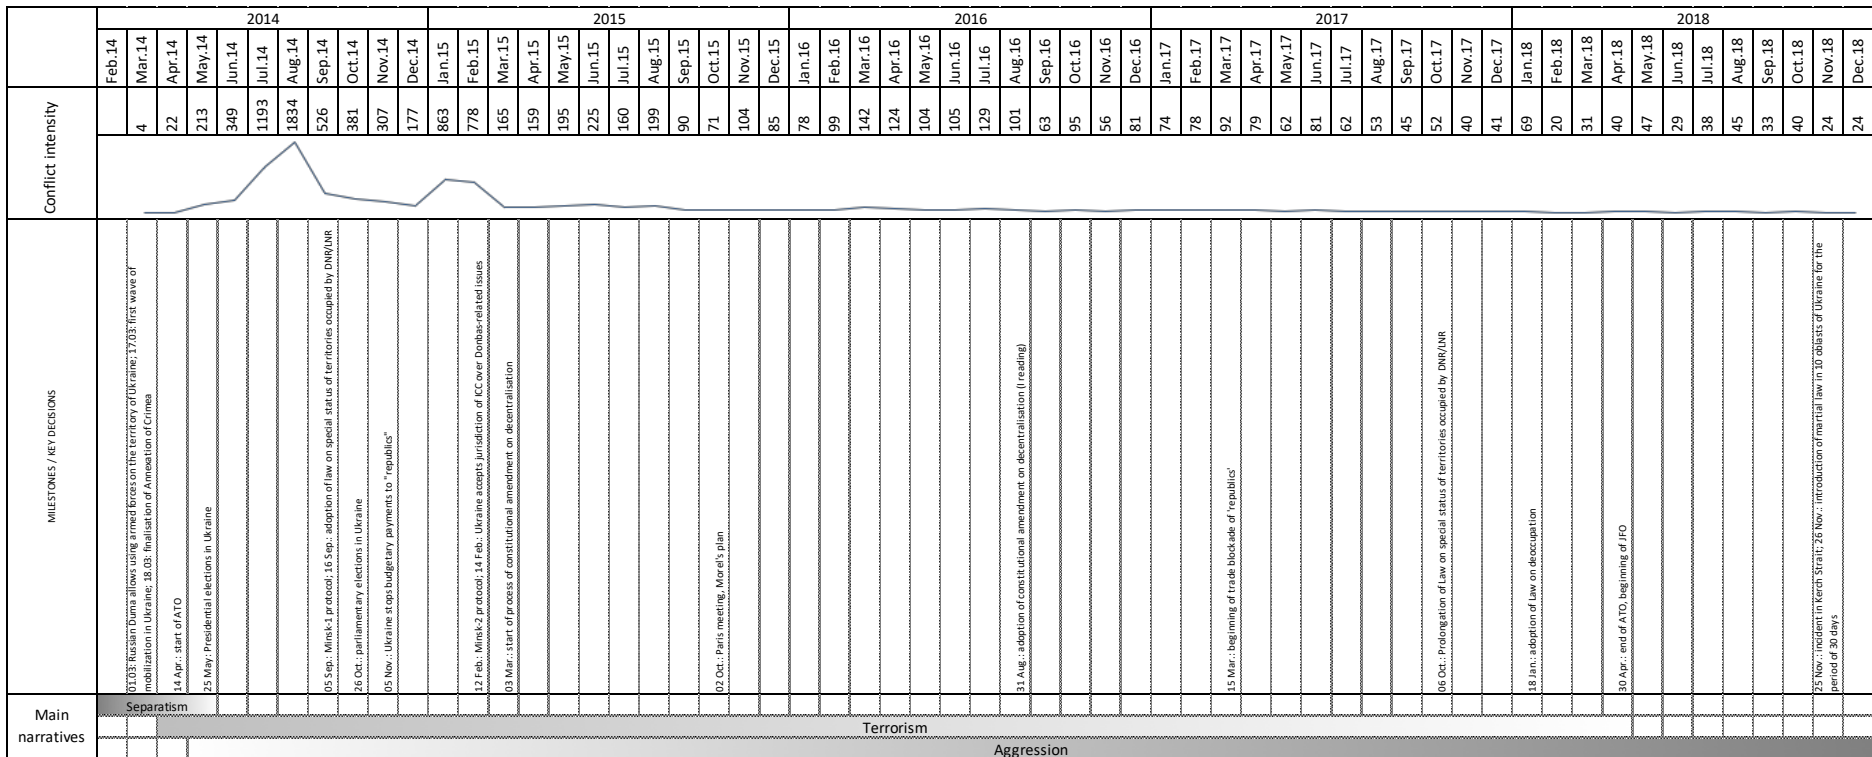 2014 2015 2016 2017 2018
Feb.14 Mar.14 Apr.14 May.14 Jun.14 Jul.14 Aug.14 Sep.14 Oct.14 Nov.14 Dec.14 Jan.15 Feb.15 Mar.15 Apr.15 May.15 Jun.15 Jul.15 Aug.15 Sep.15 Oct.15 Nov.15 Dec.15 Jan.16 Feb.16 Mar.16 Apr.16 May.16 Jun.16 Jul.16 Aug.16 Sep.16 Oct.16 Nov.16 Dec.16 Jan.17 Feb.17 Mar.17 Apr.17 May.17 Jun.17 Jul.17 Aug.17 Sep.17 Oct.17 Nov.17 Dec.17 Jan.18 Feb.18 Mar.18 Apr.18 May.18 Jun.18 Jul.18 Aug.18 Sep.18 Oct.18 Nov.18 Dec.18
Conflict intensity
4 22 213 349 1193 1834 526 381 307 177 863 778 165 159 195 225 160 199 90 71 104 85 78 99 142 124 104 105 129 101 63 95 56 81 74 78 92 79 62 81 62 53 45 52 40 41 69 20 31 40 47 29 38 45 33 40 24 24
MILESTONES / KEY DECISIONS
01.03: Russian Duma allows using armed forces on the territory of Ukraine; 17.03: first wave of
mobilization in Ukraine; 18.03: finalisation of Annexation of Crimea
14 Apr.: start of ATO
25 May: Presidential elections in Ukraine
05 Sep.: Minsk-1 protocol; 16 Sep.: adoption of law on special status of territories occupied by DNR/LNR
26 Oct.: parliamentary elections in Ukraine
05 Nov.: Ukraine stops budgetary payments to "republics"
12 Feb.: Minsk-2 protocol; 14 Feb.: Ukraine accepts jurisdiction of ICC over Donbas-related issues
03 Mar.: start of process of constitutional amendment on decentralisation
02 Oct.: Paris meeting, Morel's plan
31 Aug.: adoption of constitutional amendment on decentralisation (I reading)
15 Mar.: beginning of trade blockade of 'republics'
06 Oct.: Prolongation of Law on special status of territories occupied by DNR/LNR
18 Jan.: adoption of Law on deoccupation
30 Apr.: end of ATO, beginning of JFO
25 Nov.: incident in Kerch Strait; 26 Nov.: introduction of martial law in 10 oblasts of Ukraine for the
period of 30 days
Main
narratives
Separatism
Terrorism
Aggression